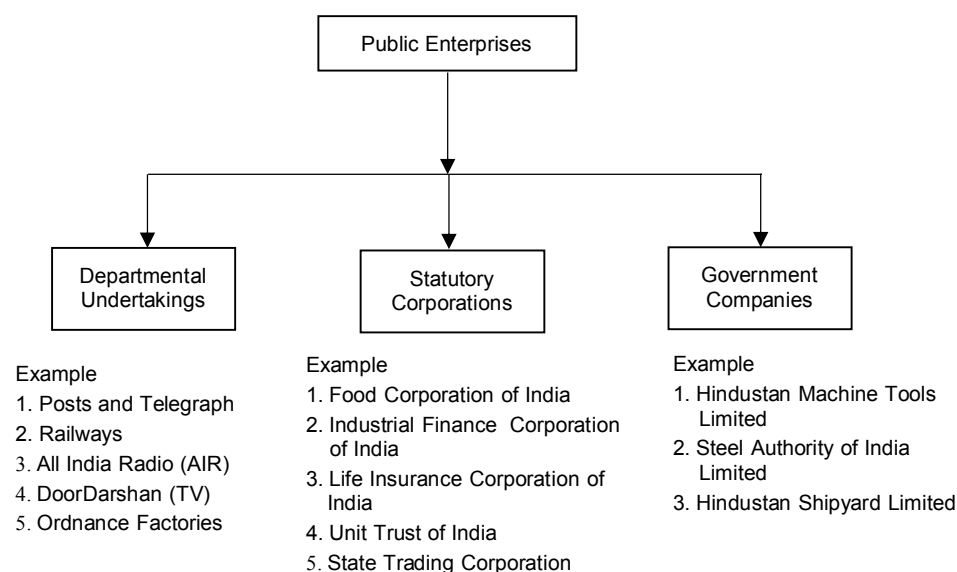 Public Enterprises
Departmental
Undertakings
Statutory
Corporations
Government
Companies
Example
1. Posts and Telegraph
2. Railways
3. All India Radio (AIR)
4. DoorDarshan (TV)
5. Ordnance Factories
Example
1. Food Corporation of India
2. Industrial Finance Corporation
of India
3. Life Insurance Corporation of
India
4. Unit Trust of India
5. State Trading Corporation
Example
1. Hindustan Machine Tools
Limited
2. Steel Authority of India
Limited
3. Hindustan Shipyard Limited